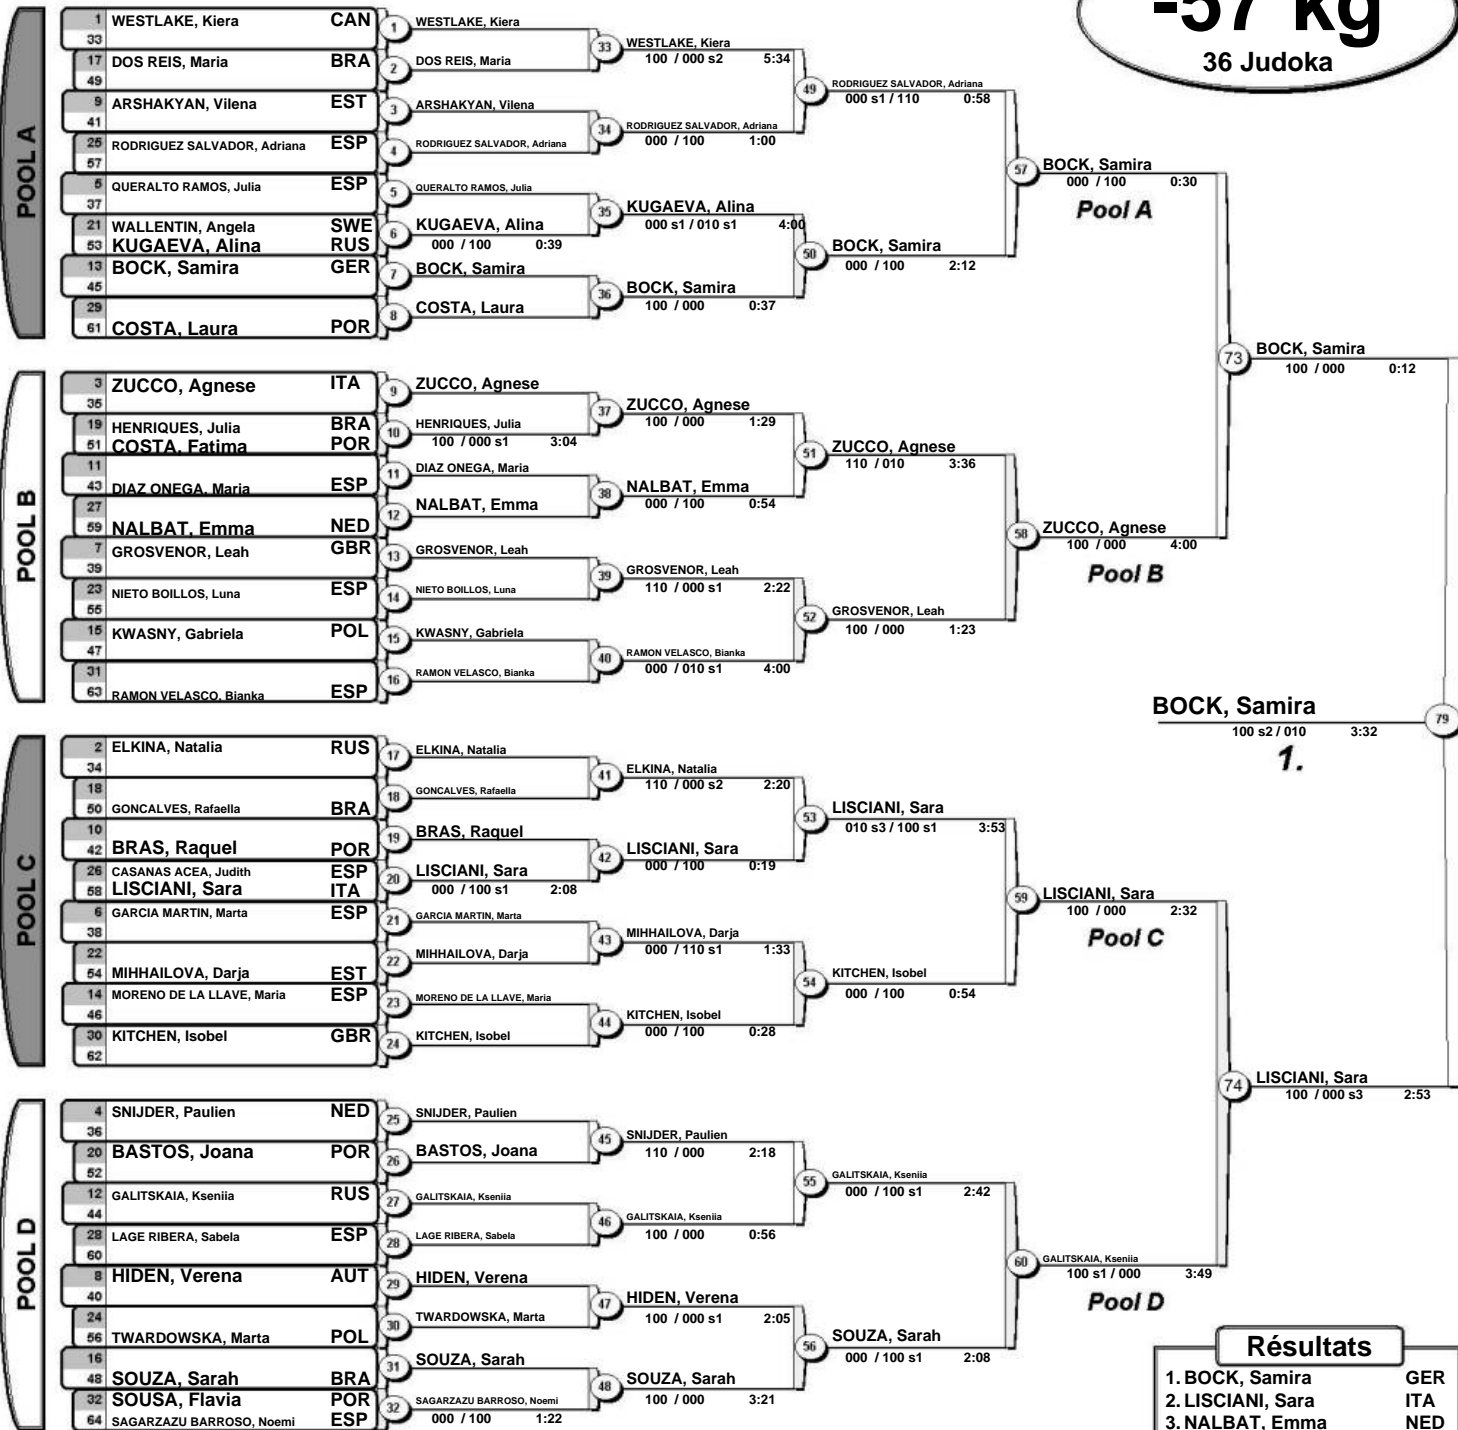 -57 kg
36 Judoka
POOL A
1 WESTLAKE, Kiera CAN
33
17 DOS REIS, Maria BRA
49
9 ARSHAKYAN, Vilena EST
41
25 RODRIGUEZ SALVADOR, Adriana ESP
57
5 QUERALTO RAMOS, Julia ESP
37
21 WALLENTIN, Angela SWE
53 KUGAEVA, Alina RUS
13 BOCK, Samira GER
45
29
61 COSTA, Laura POR
1 WESTLAKE, Kiera
2 DOS REIS, Maria
3 ARSHAKYAN, Vilena
4 RODRIGUEZ SALVADOR, Adriana
5 QUERALTO RAMOS, Julia
6 KUGAEVA, Alina
000 / 100 0:39
7 BOCK, Samira
8 COSTA, Laura
33 WESTLAKE, Kiera
100 / 000 s2 5:34
34 RODRIGUEZ SALVADOR, Adriana
000 / 100 1:00
35 KUGAEVA, Alina
000 s1 / 010 s1 4:00
36 BOCK, Samira
100 / 000 0:37
49 RODRIGUEZ SALVADOR, Adriana
000 s1 / 110 0:58
50 BOCK, Samira
000 / 100 2:12
57 BOCK, Samira
000 / 100 0:30
Pool A
POOL B
3 ZUCCO, Agnese ITA
35
19 HENRIQUES, Julia BRA
51 COSTA, Fatima POR
11
43 DIAZ ONEGA, Maria ESP
27
59 NALBAT, Emma NED
7 GROSVENOR, Leah GBR
39
23 NIETO BOILLOS, Luna ESP
55
15 KWASNY, Gabriela POL
47
31
63 RAMON VELASCO, Bianka ESP
9 ZUCCO, Agnese
10 HENRIQUES, Julia
100 / 000 s1 3:04
11 DIAZ ONEGA, Maria
12 NALBAT, Emma
13 GROSVENOR, Leah
14 NIETO BOILLOS, Luna
15 KWASNY, Gabriela
16 RAMON VELASCO, Bianka
37 ZUCCO, Agnese
100 / 000 1:29
38 NALBAT, Emma
000 / 100 0:54
39 GROSVENOR, Leah
110 / 000 s1 2:22
40 RAMON VELASCO, Bianka
000 / 010 s1 4:00
51 ZUCCO, Agnese
110 / 010 3:36
52 GROSVENOR, Leah
100 / 000 1:23
58 ZUCCO, Agnese
100 / 000 4:00
Pool B
73 BOCK, Samira
100 / 000 0:12
BOCK, Samira 79
100 s2 / 010 3:32
1.
POOL C
2 ELKINA, Natalia RUS
34
18
50 GONCALVES, Rafaella BRA
10
42 BRAS, Raquel POR
26 CASANAS ACEA, Judith ESP
58 LISCIANI, Sara ITA
6 GARCIA MARTIN, Marta ESP
38
22
54 MIHHAILOVA, Darja EST
14 MORENO DE LA LLAVE, Maria ESP
46
30 KITCHEN, Isobel GBR
62
17 ELKINA, Natalia
18 GONCALVES, Rafaella
19 BRAS, Raquel
20 LISCIANI, Sara
000 / 100 s1 2:08
21 GARCIA MARTIN, Marta
22 MIHHAILOVA, Darja
23 MORENO DE LA LLAVE, Maria
24 KITCHEN, Isobel
41 ELKINA, Natalia
110 / 000 s2 2:20
42 LISCIANI, Sara
000 / 100 0:19
43 MIHHAILOVA, Darja
000 / 110 s1 1:33
44 KITCHEN, Isobel
000 / 100 0:28
53 LISCIANI, Sara
010 s3 / 100 s1 3:53
54 KITCHEN, Isobel
000 / 100 0:54
59 LISCIANI, Sara
100 / 000 2:32
Pool C
POOL D
4 SNIJDER, Paulien NED
36
20 BASTOS, Joana POR
52
12 GALITSKAIA, Kseniia RUS
44
28 LAGE RIBERA, Sabela ESP
60
8 HIDEN, Verena AUT
40
24
56 TWARDOWSKA, Marta POL
16
48 SOUZA, Sarah BRA
32 SOUSA, Flavia POR
64 SAGARZAZU BARROSO, Noemi ESP
25 SNIJDER, Paulien
26 BASTOS, Joana
27 GALITSKAIA, Kseniia
28 LAGE RIBERA, Sabela
29 HIDEN, Verena
30 TWARDOWSKA, Marta
31 SOUZA, Sarah
32 SAGARZAZU BARROSO, Noemi
000 / 100 1:22
45 SNIJDER, Paulien
110 / 000 2:18
46 GALITSKAIA, Kseniia
100 / 000 0:56
47 HIDEN, Verena
100 / 000 s1 2:05
48 SOUZA, Sarah
100 / 000 3:21
55 GALITSKAIA, Kseniia
000 / 100 s1 2:42
56 SOUZA, Sarah
000 / 100 s1 2:08
60 GALITSKAIA, Kseniia
100 s1 / 000 3:49
Pool D
74 LISCIANI, Sara
100 / 000 s3 2:53
Résultats
1. BOCK, Samira GER
2. LISCIANI, Sara ITA
3. NALBAT, Emma NED